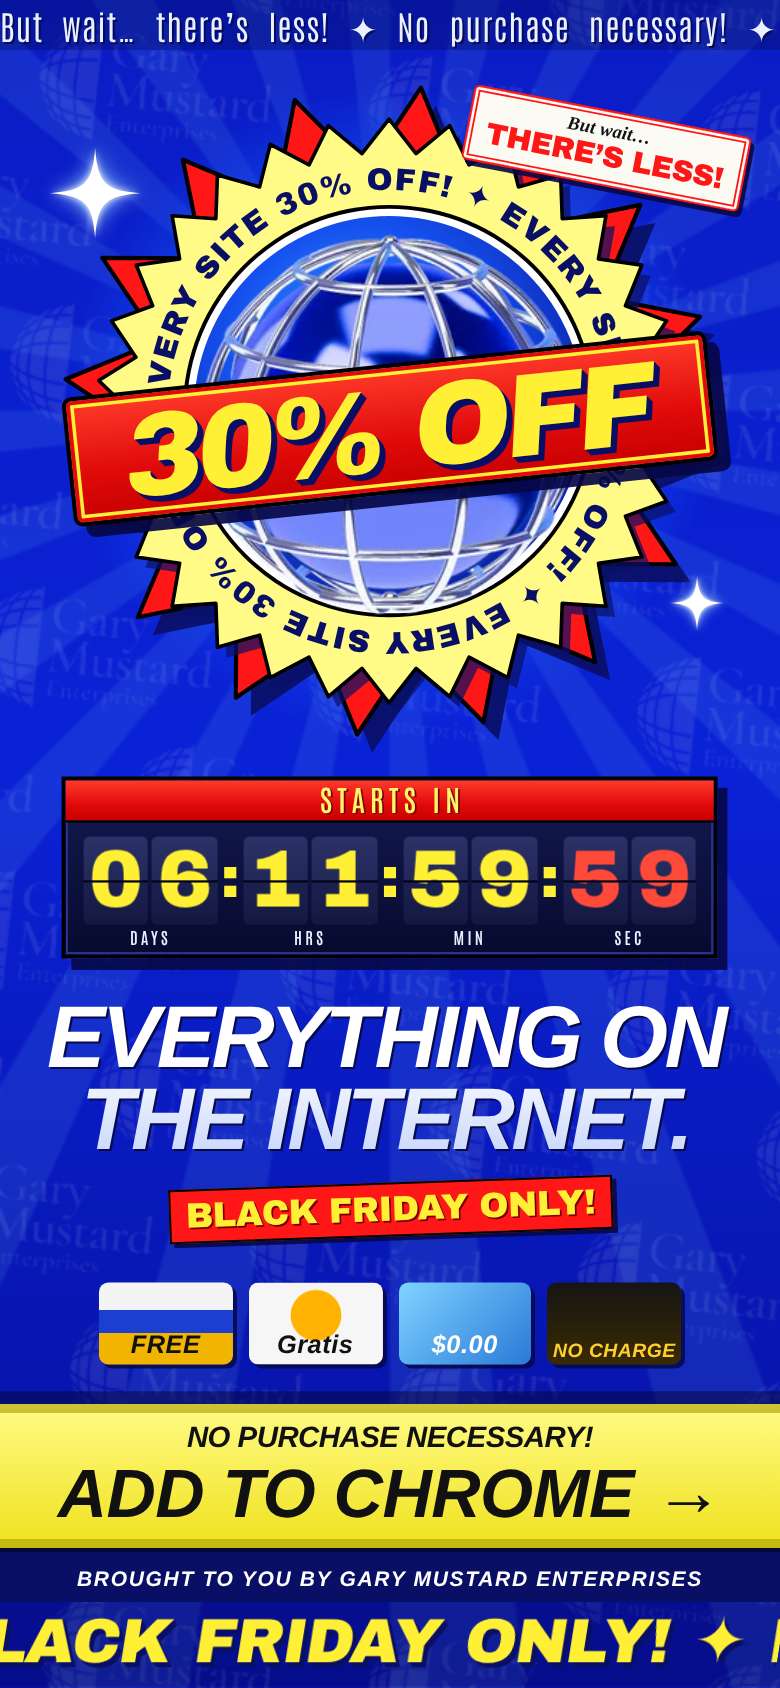 But wait... there's less! ✦ No purchase necessary! ✦
But wait...
THERE'S LESS!
EVERY SITE 30% OFF! ✦ EVERY SITE 30% OFF! ✦
30% OFF
STARTS IN
06:11:59:59
DAYS HRS MIN SEC
EVERYTHING ON
THE INTERNET.
BLACK FRIDAY ONLY!
FREE Gratis $0.00 NO CHARGE
NO PURCHASE NECESSARY!
ADD TO CHROME →
BROUGHT TO YOU BY GARY MUSTARD ENTERPRISES
LACK FRIDAY ONLY! ✦
Gary
Mustard
Enterprises